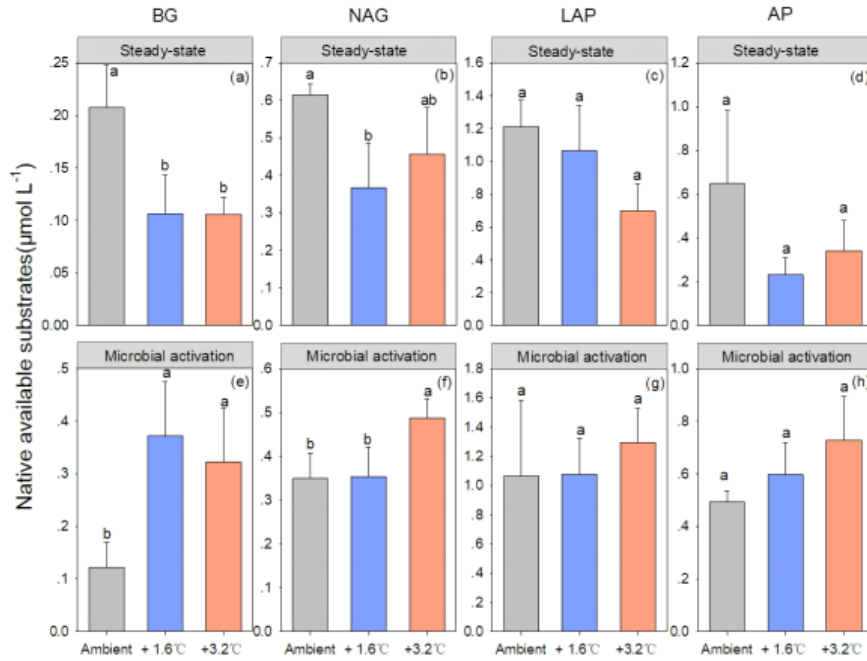 BG NAG LAP AP
Steady-state Steady-state Steady-state Steady-state
Native available substrates(µmol L⁻¹)
.25 a (a)
.20
.15 b b
.10
.05
0.00
.7 a (b)
.6 ab
.5 b
.4
.3
.2
.1
0.0
1.6 a (c)
1.4 a
1.2
1.0 a
.8
.6
.4
.2
0.0
1.2 (d)
1.0 a
.8
.6 a
.4 a
.2
0.0
Microbial activation Microbial activation Microbial activation Microbial activation
.5 a (e)
.4 a
.3
.2 b
.1
0.0
.6 (f)
.5 a
.4 b b
.3
.2
.1
0.0
1.8 (g)
1.6 a
1.4 a a
1.2
1.0
.8
.6
.4
.2
0.0
1.0 (h)
.8 a a
.6 a
.4
.2
0.0
Ambient + 1.6℃ +3.2℃ Ambient + 1.6℃ +3.2℃ Ambient + 1.6℃ +3.2℃ Ambient + 1.6℃ +3.2℃